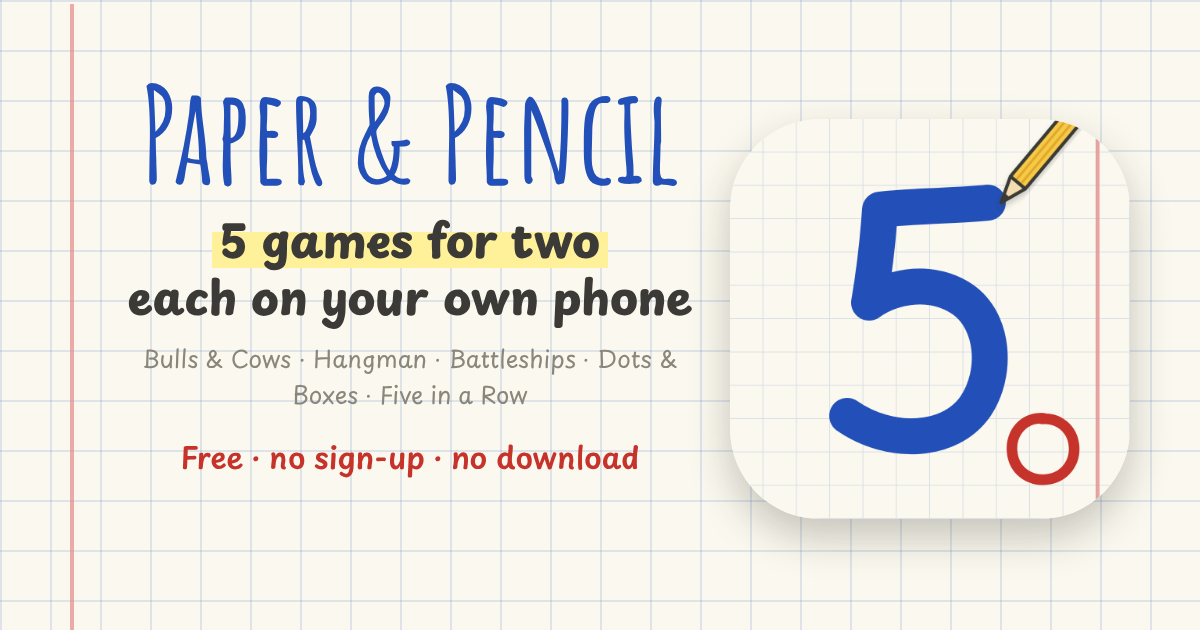 PAPER & PENCIL
5 games for two
each on your own phone
Bulls & Cows · Hangman · Battleships · Dots &
Boxes · Five in a Row
Free · no sign-up · no download
5